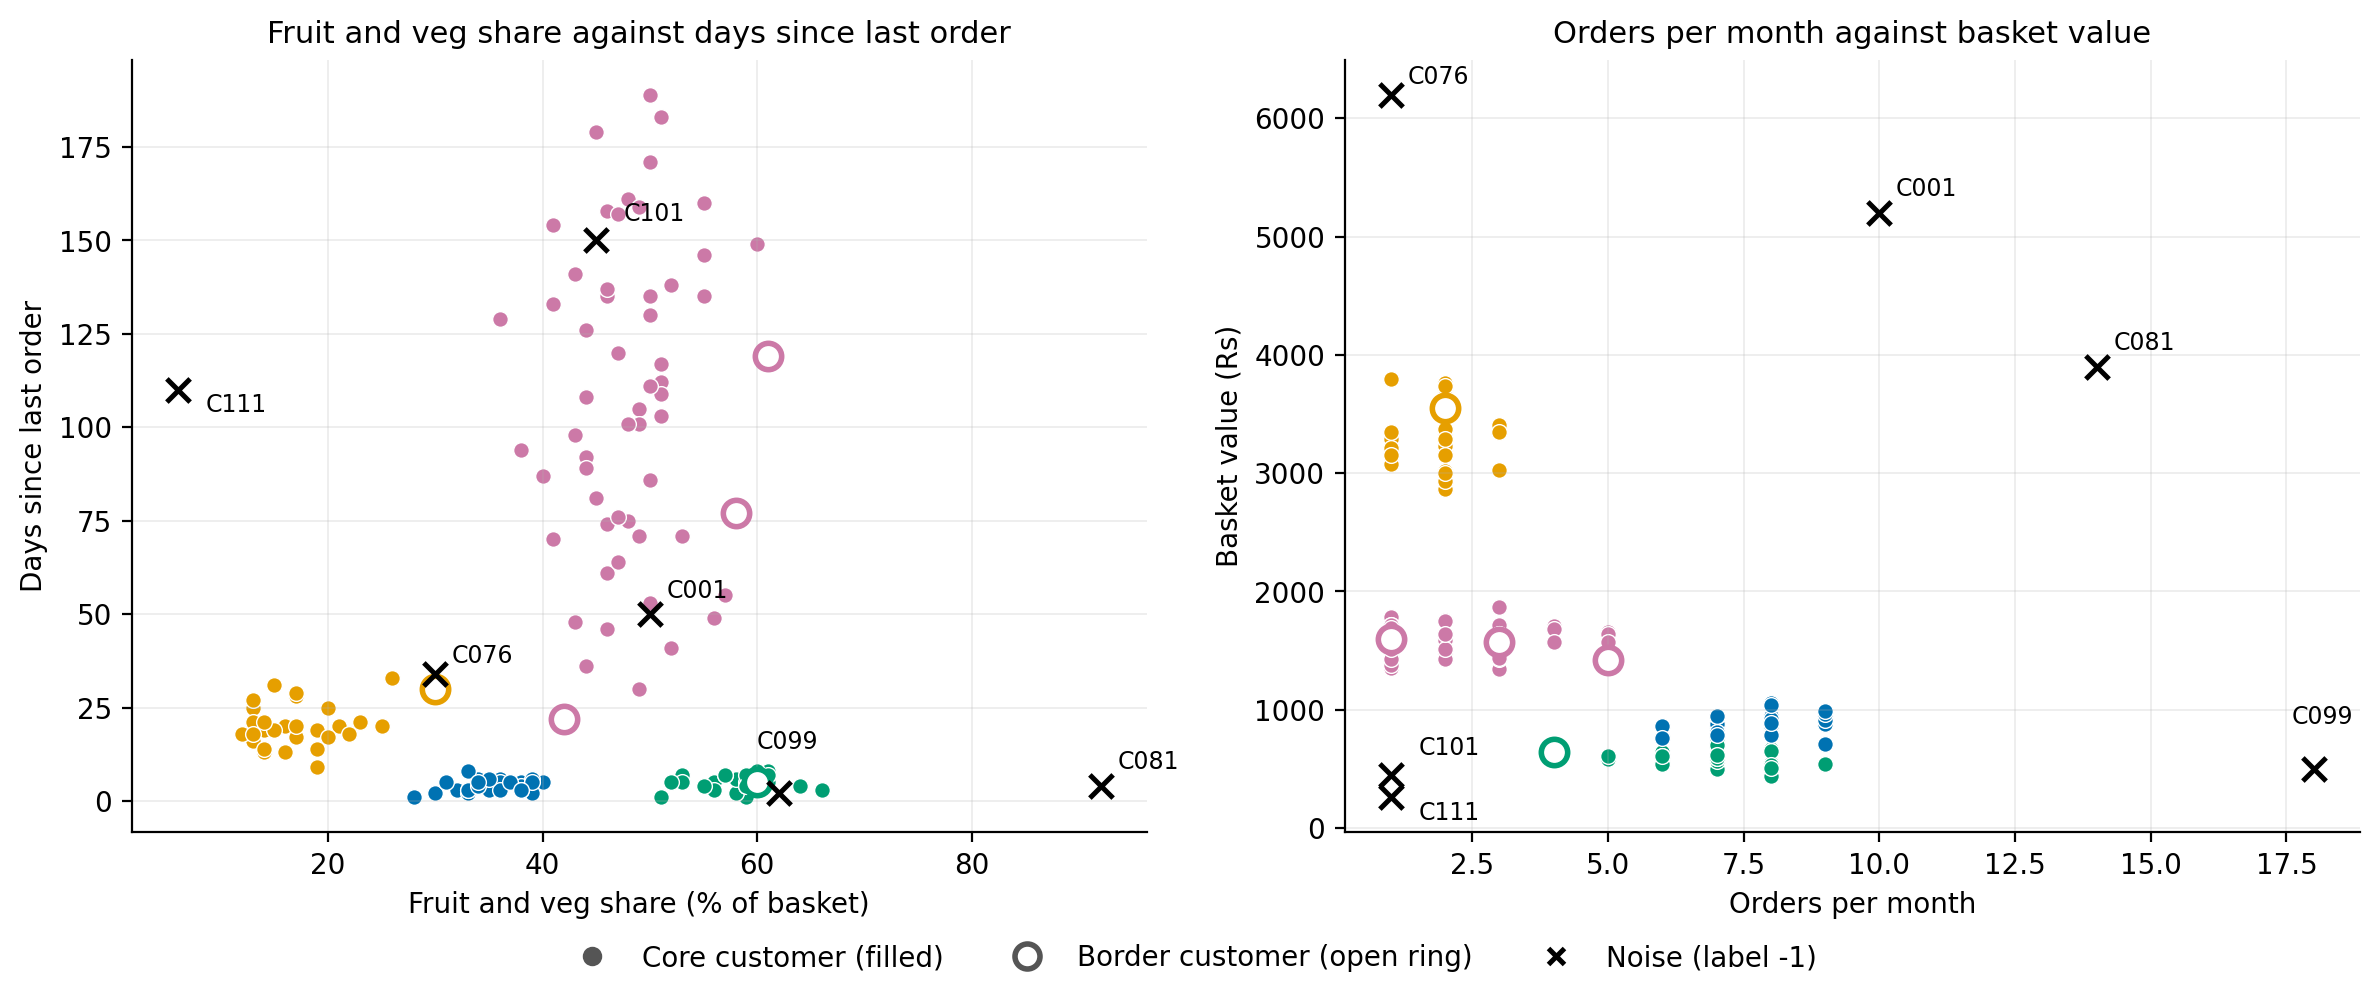 Fruit and veg share against days since last order
Days since last order
175
150
125
100
75
50
25
0
C101
C111
C001
C076
C099
C081
20
40
60
80
Fruit and veg share (% of basket)
Orders per month against basket value
Basket value (Rs)
6000
5000
4000
3000
2000
1000
0
C076
C001
C081
C099
C101
C111
2.5
5.0
7.5
10.0
12.5
15.0
17.5
Orders per month
Core customer (filled)
Border customer (open ring)
Noise (label -1)